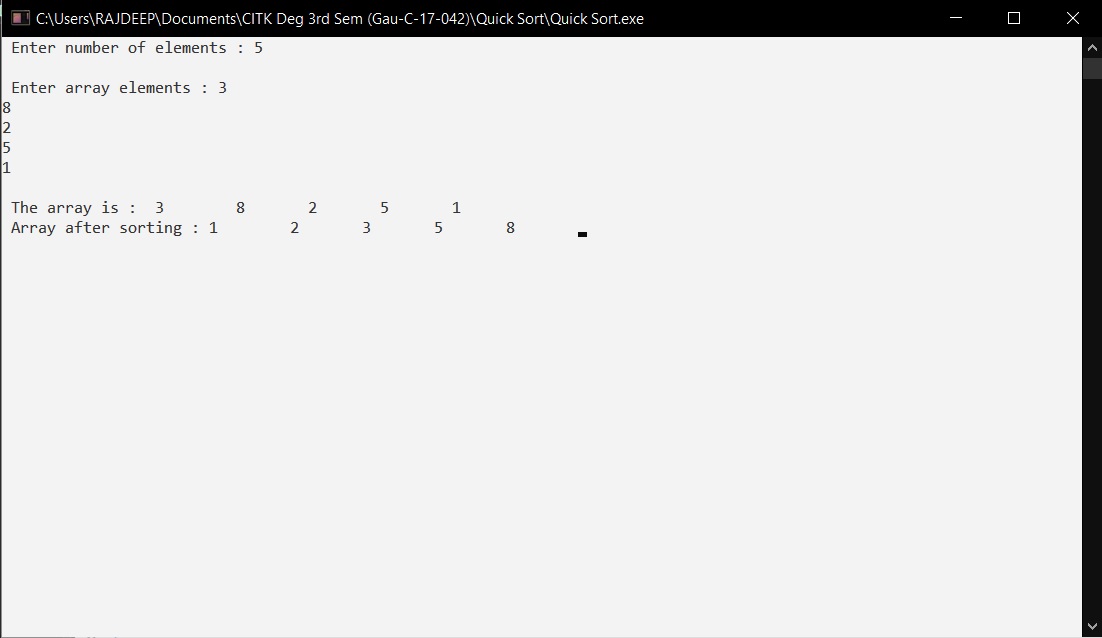 C:\Users\RAJDEEP\Documents\CITK Deg 3rd Sem (Gau-C-17-042)\Quick Sort\Quick Sort.exe
Enter number of elements : 5
Enter array elements : 3
8
2
5
1
The array is :  3        8       2       5       1
Array after sorting : 1        2       3       5       8